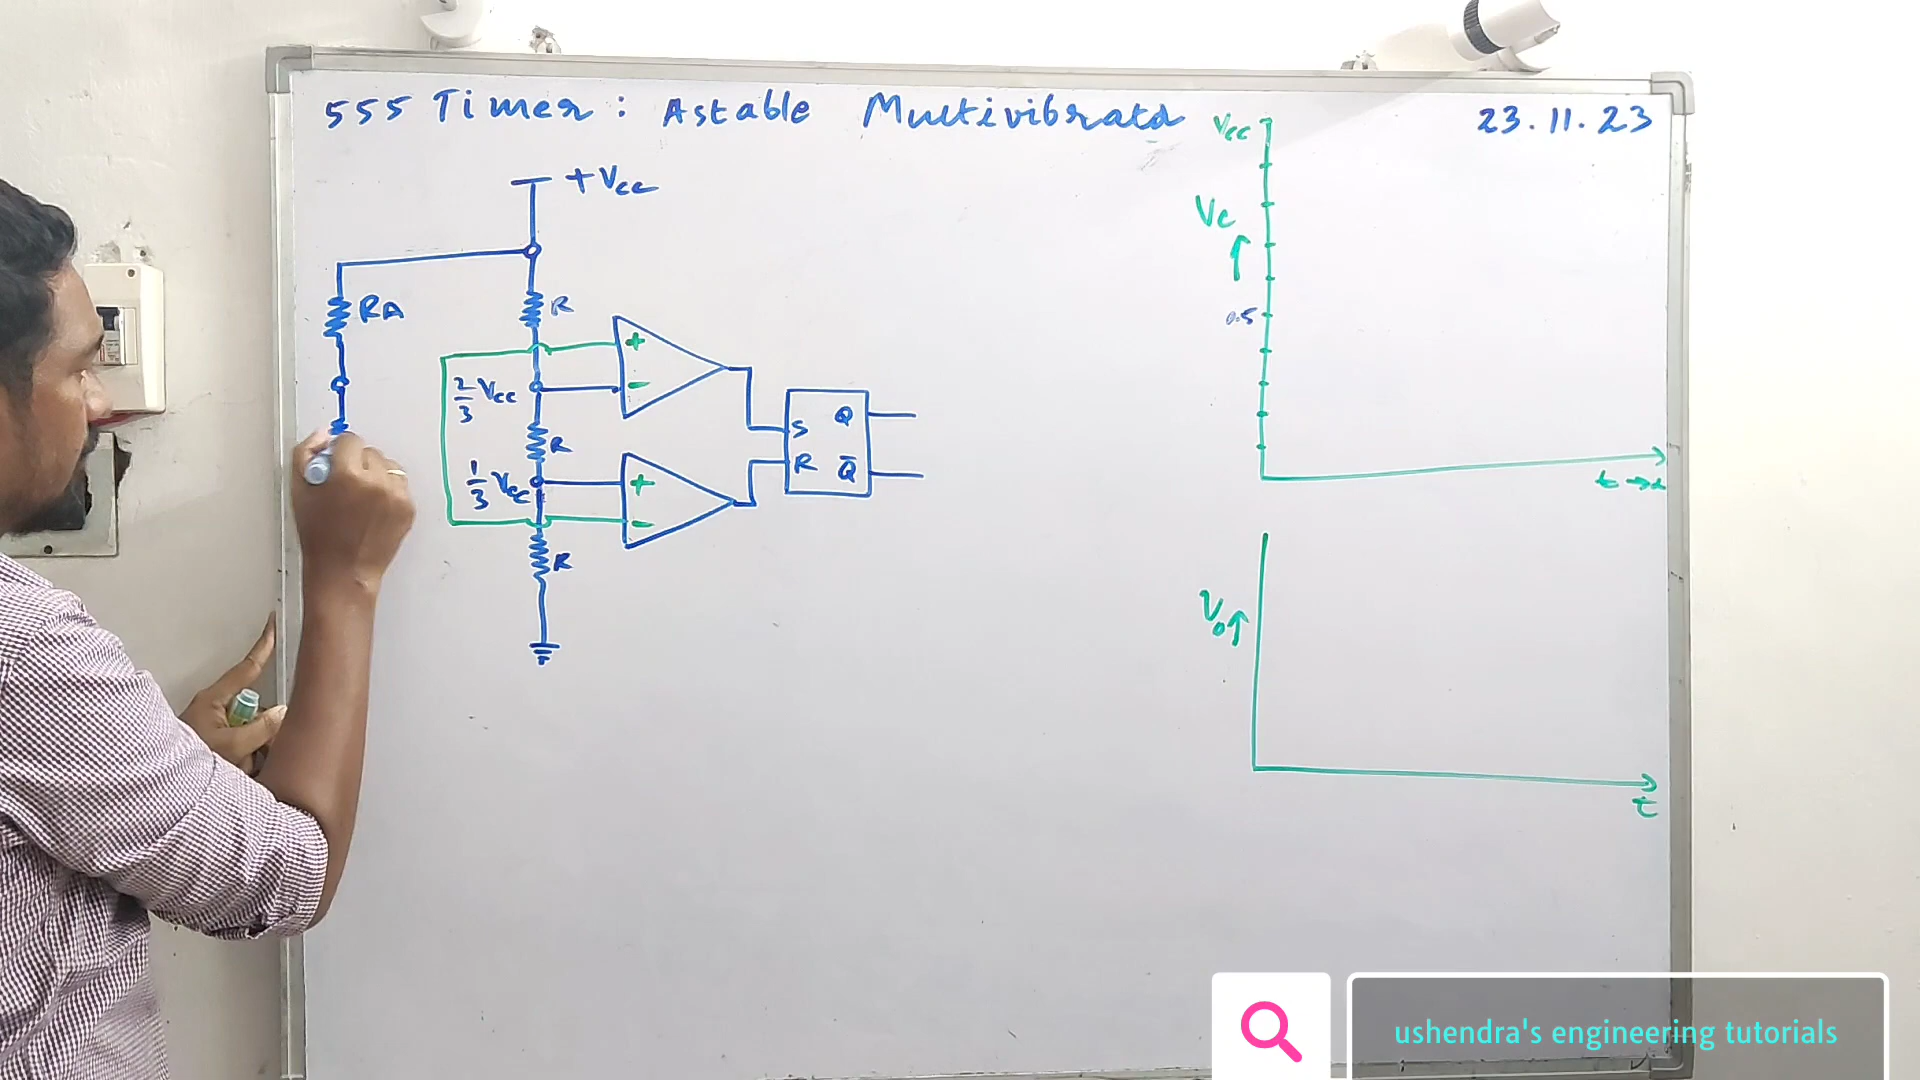 555 Timer: Astable Multivibrator
23.11.23
+Vcc
RA
R
+
-
2/3 Vcc
R
S
Q
R
Q̄
1/3 Vcc
+
-
R
Vcc
Vc ↑
0.5
t →
Vo ↑
t
ushendra's engineering tutorials